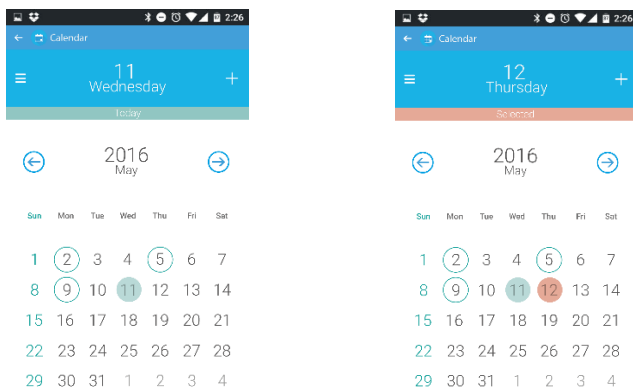 2:26
Calendar
11
Wednesday
Today
2016
May
Sun Mon Tue Wed Thu Fri Sat
1 2 3 4 5 6 7
8 9 10 11 12 13 14
15 16 17 18 19 20 21
22 23 24 25 26 27 28
29 30 31 1 2 3 4
2:26
Calendar
12
Thursday
Selected
2016
May
Sun Mon Tue Wed Thu Fri Sat
1 2 3 4 5 6 7
8 9 10 11 12 13 14
15 16 17 18 19 20 21
22 23 24 25 26 27 28
29 30 31 1 2 3 4